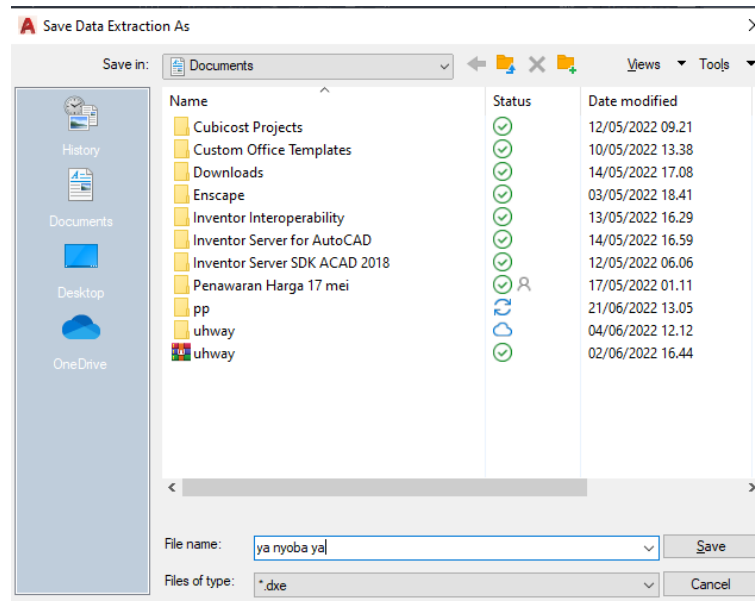 Save Data Extraction As
Save in: Documents Views Tools
Name Status Date modified
Cubicost Projects 12/05/2022 09.21
Custom Office Templates 10/05/2022 13.38
Downloads 14/05/2022 17.08
Enscape 03/05/2022 18.41
Inventor Interoperability 13/05/2022 16.29
Inventor Server for AutoCAD 14/05/2022 16.59
Inventor Server SDK ACAD 2018 12/05/2022 06.06
Penawaran Harga 17 mei 17/05/2022 01.11
pp 21/06/2022 13.05
uhway 04/06/2022 12.12
uhway 02/06/2022 16.44
History
Documents
Desktop
OneDrive
File name: ya nyoba ya Save
Files of type: *.dxe Cancel